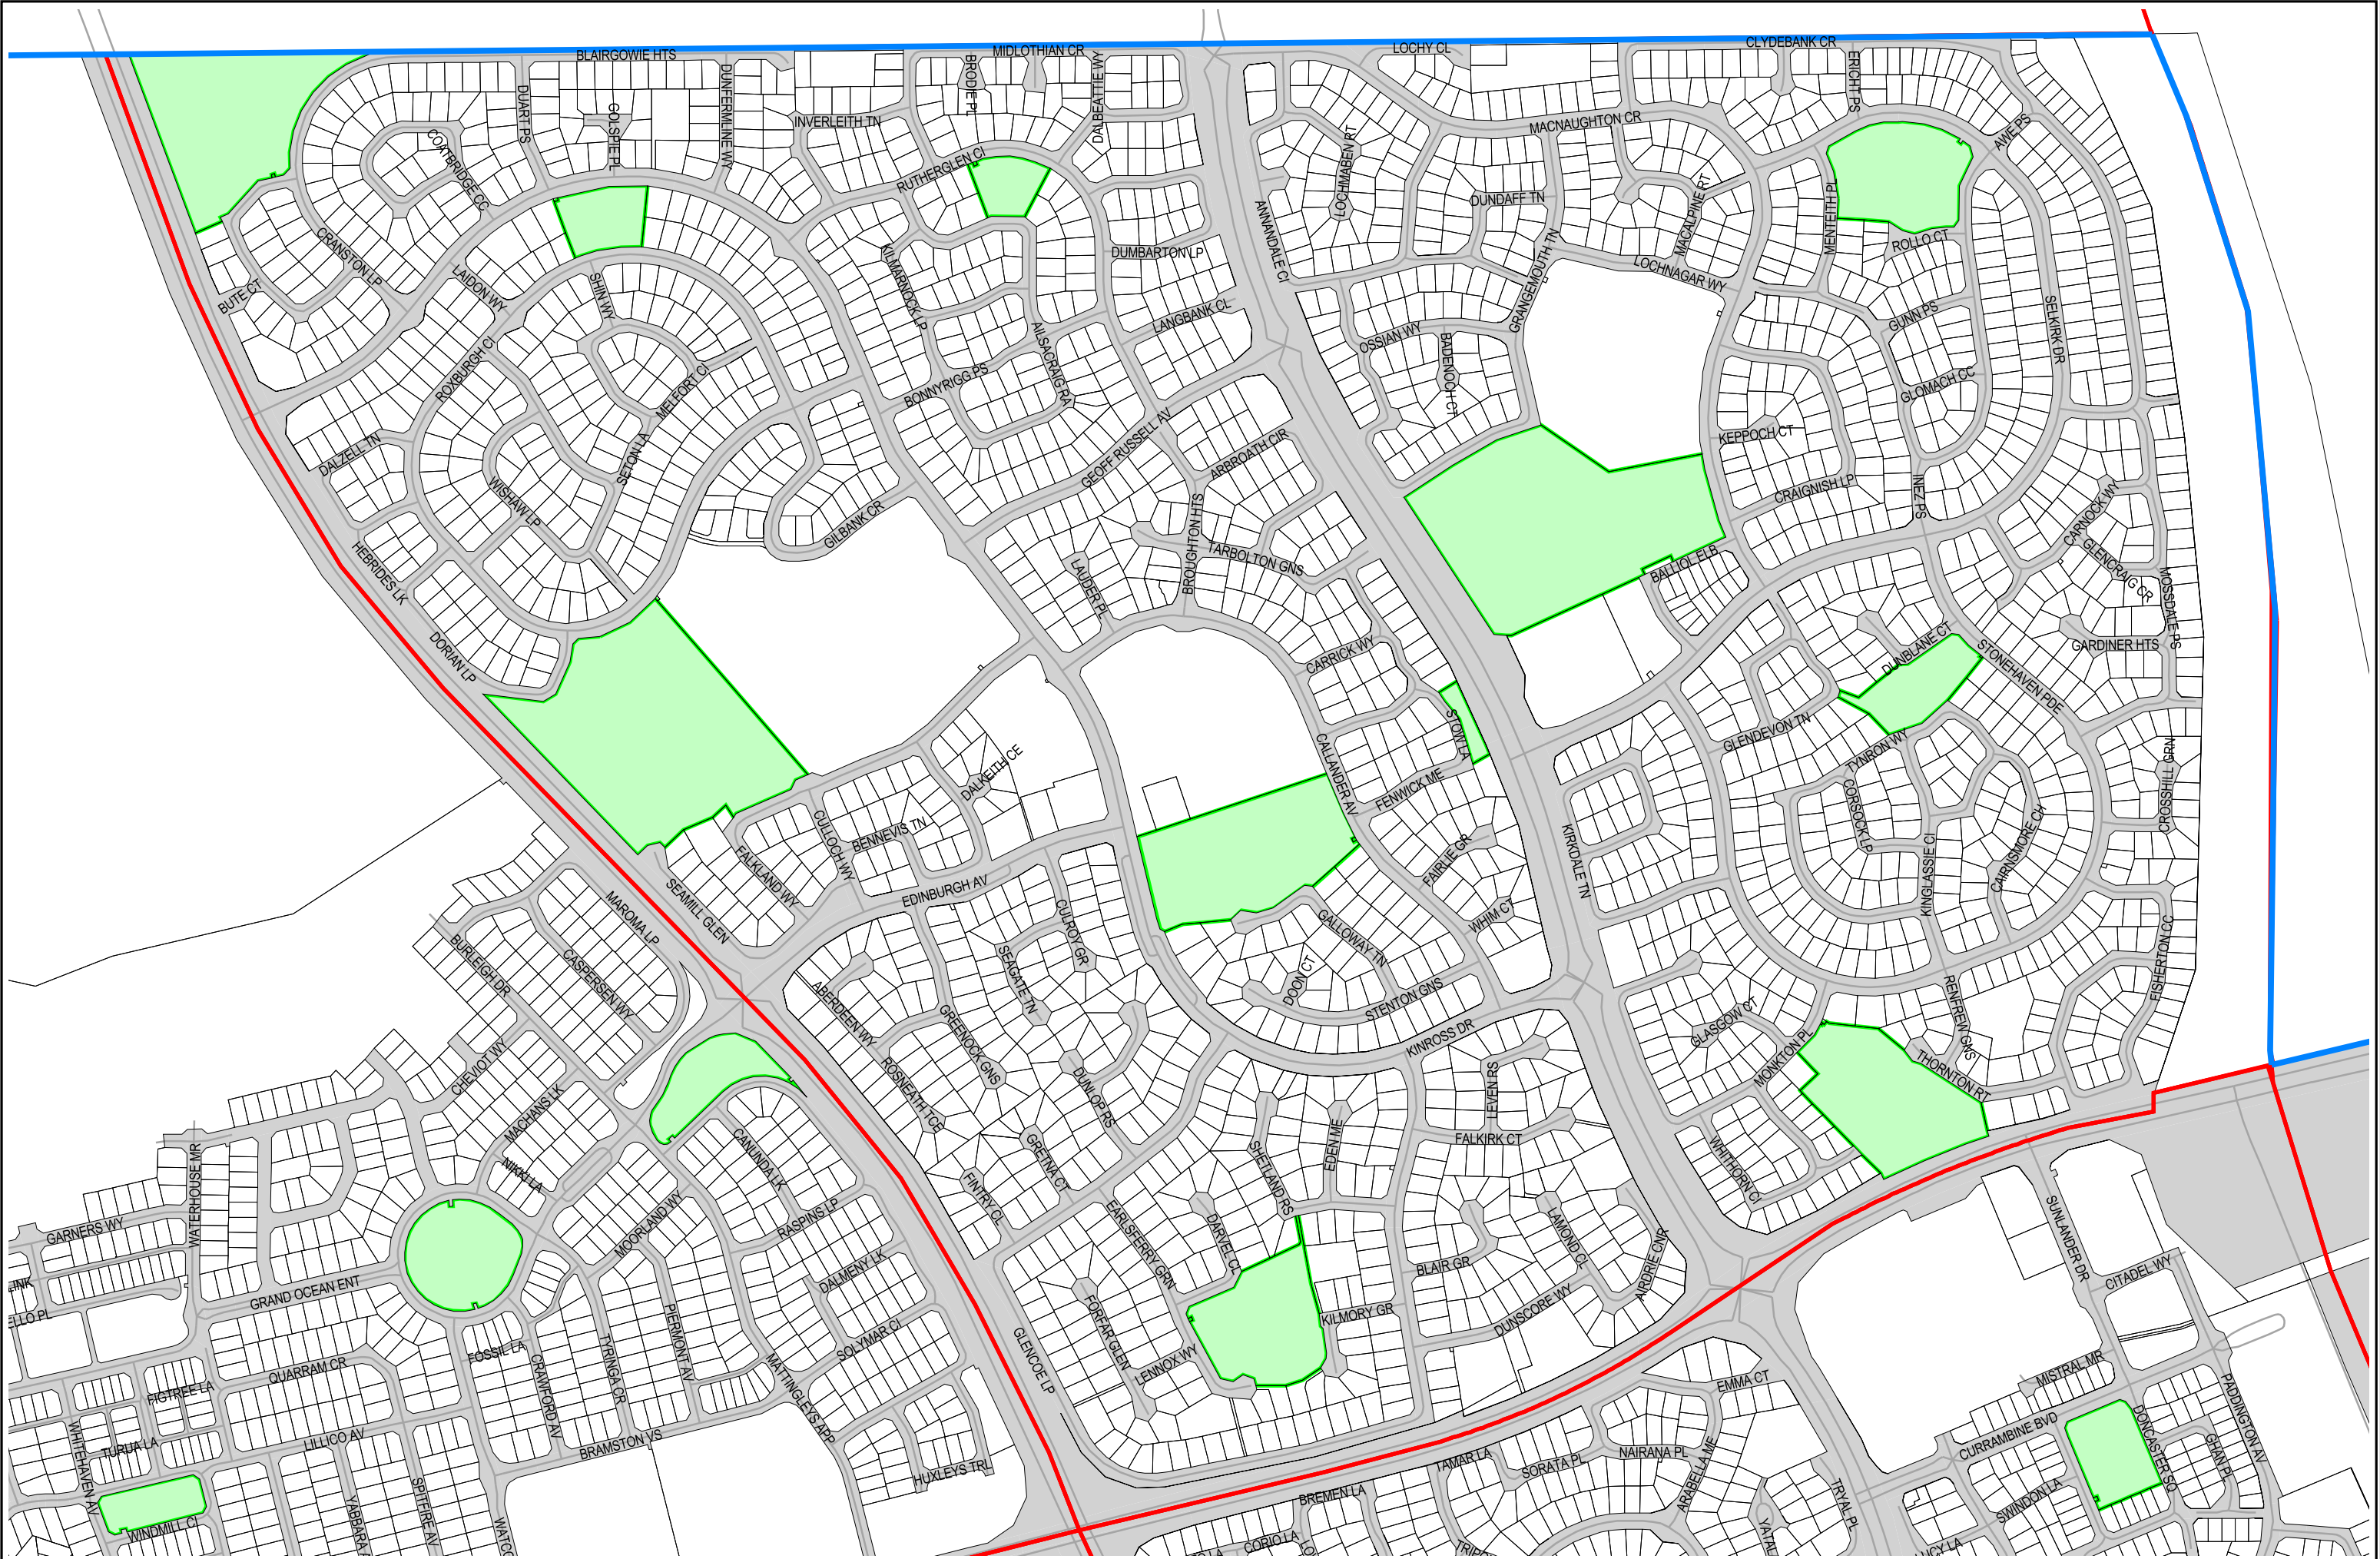 BLAIRGOWIE HTS
MIDLOTHIAN CR
LOCHY CL
CLYDEBANK CR
BRODIE PL
DALBEATTIE WY
ERICHT PS
DUNFERMLINE WY
DUART PS
GOLSPIE PL
INVERLEITH TN
MACNAUGHTON CR
AWE PS
COATBRIDGE CC
RUTHERGLEN CI
LOCHMABEN RT
DUNDAFF TN
MACALPINE RT
MENTEITH PL
ROLLO CT
CRANSTON LP
BUTE CT
LAIDON WY
SHIN WY
KILMARNOCK LP
DUMBARTON LP
ANNANDALE CI
GRANGEMOUTH TN
LOCHNAGAR WY
GUNN PS
SELKIRK DR
LANGBANK CL
AILSACRAIG RA
OSSIAN WY
BADENOCH CT
ROXBURGH CI
MELFORT CI
BONNYRIGG PS
GLOMACH CC
DALZELL TN
SETON LA
WISHAW LP
GEOFF RUSSELL AV
ARBROATH CIR
KEPPOCH CT
CRAIGNISH LP
INEZ PS
GILBANK CR
BROUGHTON HTS
TARBOLTON GNS
CARNOCK WY
GLENCRAIG CR
MOSSDALE PS
HEBRIDES LK
LAUDER PL
BALLIOL ELB
DORIAN LP
CARRICK WY
DUNBLANE CT
STONEHAVEN PDE
GARDINER HTS
STOW LA
GLENDEVON TN
TYNRON WY
DALKEITH CE
CALLANDER AV
FENWICK ME
CORSOCK LP
CROSSHILL GRN
CULLOCH WY
BENNEVIS TN
FALKLAND WY
FAIRLIE GR
KIRKDALE TN
KINGLASSIE CI
CAIRNSMORE CH
EDINBURGH AV
SEAMILL GLEN
MAROMA LP
CULROY GR
GALLOWAY TN
WHIM CT
BURLEIGH DR
CASPERSEN WY
SEAGATE TN
DOON CT
STENTON GNS
FISHERTON CC
ABERDEEN WY
GREENOCK GNS
KINROSS DR
GLASGOW CT
MONKTON PL
RENFREW GNS
THORNTON RT
CHEVIOT WY
ROSNEATH TCE
DUNLOP RS
LEVEN RS
MACHANS LK
NIKKI LA
CANUNDA LK
GRETNA CT
SHETLAND RS
EDEN ME
FALKIRK CT
WHITHORN CI
WATERHOUSE MR
GARNERS WY
MOORLAND WY
RASPINS LP
FINTRY CL
EARLSFERRY GRN
DARVEL CL
LAMOND CL
AIRDRIE CNR
SUNLANDER DR
LINK
GRAND OCEAN ENT
DALMENY LK
BLAIR GR
CITADEL WY
ELLO PL
PIERMONT AV
SOLYMAR CI
FORFAR GLEN
KILMORY GR
DUNSCORE WY
FOSSIL LA
TYRINGA CR
GLENCOE LP
LENNOX WY
QUARRAM CR
FIGTREE LA
CRAWFORD AV
MATTINGLEYS APP
EMMA CT
MISTRAL MR
WHITEHAVEN AV
TURUA LA
LILLICO AV
BRAMSTON VS
HUXLEYS TRL
TAMAR LA
SORATA PL
NAIRANA PL
ARABELLA ME
CURRAMBINE BVD
DONCASTER SQ
GHAN PL
PADDINGTON AV
WINDMILL CL
YABBARA
SPITFIRE AV
WATCO
BREMEN LA
CORIO LA
TRYAL PL
SWINDON LA
YATAL
LUCY LA